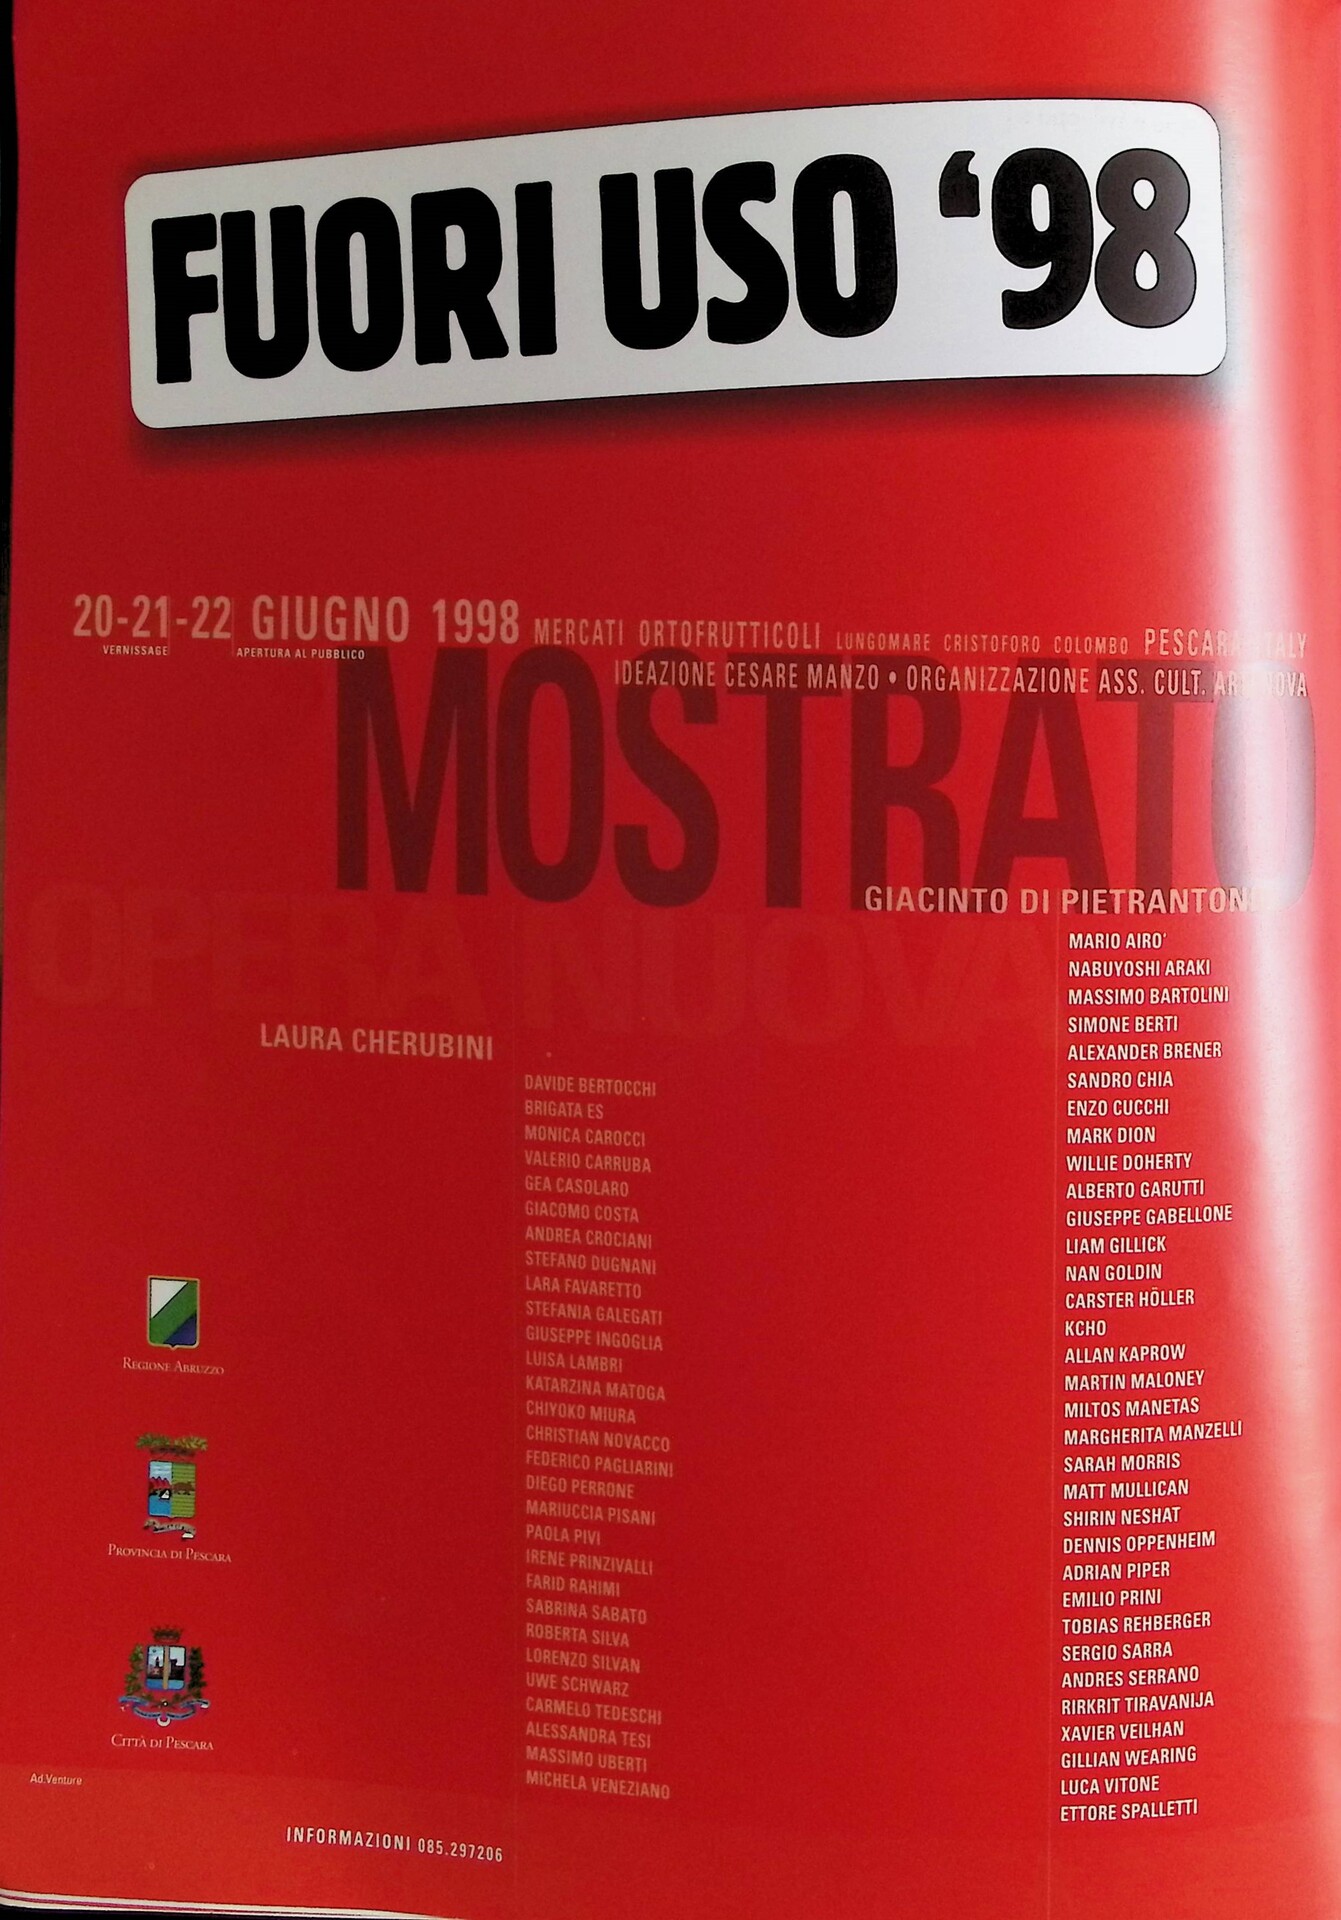 FUORI USO ‘98
20-21-22 GIUGNO 1998 MERCATI ORTOFRUTTICOLI LUNGOMARE CRISTOFORO COLOMBO PESCARA ITALY
VERNISSAGE APERTURA AL PUBBLICO
IDEAZIONE CESARE MANZO • ORGANIZZAZIONE ASS. CULT. ARTE NOVA
MOSTRATO
GIACINTO DI PIETRANTONIO
MARIO AIRO'
NABUYOSHI ARAKI
MASSIMO BARTOLINI
SIMONE BERTI
ALEXANDER BRENER
SANDRO CHIA
ENZO CUCCHI
MARK DION
WILLIE DOHERTY
ALBERTO GARUTTI
GIUSEPPE GABELLONE
LIAM GILLICK
NAN GOLDIN
CARSTER HÖLLER
KCHO
ALLAN KAPROW
MARTIN MALONEY
MILTOS MANETAS
MARGHERITA MANZELLI
SARAH MORRIS
MATT MULLICAN
SHIRIN NESHAT
DENNIS OPPENHEIM
ADRIAN PIPER
EMILIO PRINI
TOBIAS REHBERGER
SERGIO SARRA
ANDRES SERRANO
RIRKRIT TIRAVANIJA
XAVIER VEILHAN
GILLIAN WEARING
LUCA VITONE
ETTORE SPALLETTI
OPERA NUOVA
LAURA CHERUBINI
DAVIDE BERTOCCHI
BRIGATA ES
MONICA CAROCCI
VALERIO CARRUBA
GEA CASOLARO
GIACOMO COSTA
ANDREA CROCIANI
STEFANO DUGNANI
LARA FAVARETTO
STEFANIA GALEGATI
GIUSEPPE INGOGLIA
LUISA LAMBRI
KATARZINA MATOGA
CHIYOKO MIURA
CHRISTIAN NOVACCO
FEDERICO PAGLIARINI
DIEGO PERRONE
MARIUCCIA PISANI
PAOLA PIVI
IRENE PRINZIVALLI
FARID RAHIMI
SABRINA SABATO
ROBERTA SILVA
LORENZO SILVAN
UWE SCHWARZ
CARMELO TEDESCHI
ALESSANDRA TESI
MASSIMO UBERTI
MICHELA VENEZIANO
REGIONE ABRUZZO
PROVINCIA DI PESCARA
CITTÀ DI PESCARA
Ad.Venture
INFORMAZIONI 085.297206